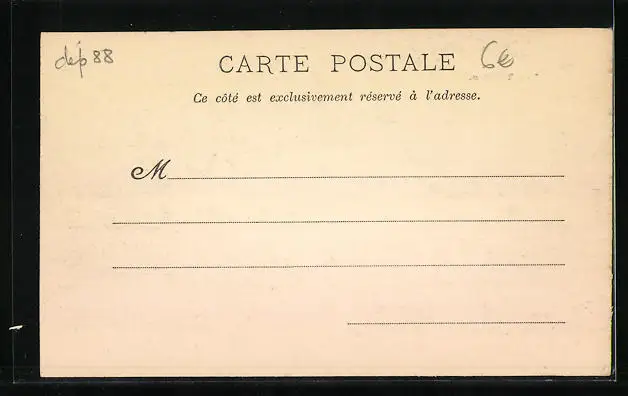 dép 88
CARTE POSTALE
6€
Ce côté est exclusivement réservé à l'adresse.
M